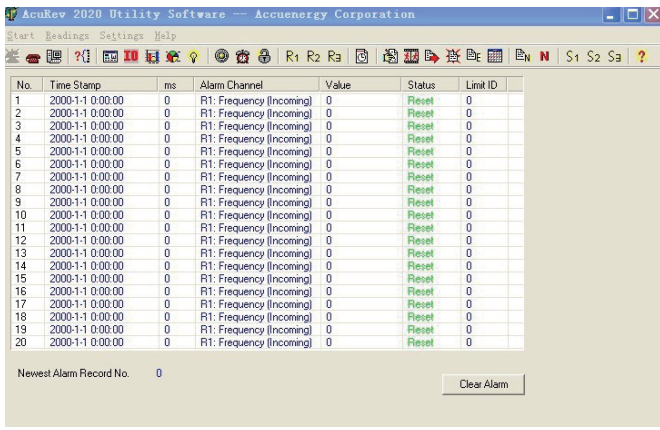 AcuRev 2020 Utility Software -- Accuenergy Corporation
Start Readings Settings Help
R1 R2 R3 S1 S2 S3 ?
No. Time Stamp ms Alarm Channel Value Status Limit ID
1 2000-1-1 0:00:00 0 R1: Frequency (Incoming) 0 Reset 0
2 2000-1-1 0:00:00 0 R1: Frequency (Incoming) 0 Reset 0
3 2000-1-1 0:00:00 0 R1: Frequency (Incoming) 0 Reset 0
4 2000-1-1 0:00:00 0 R1: Frequency (Incoming) 0 Reset 0
5 2000-1-1 0:00:00 0 R1: Frequency (Incoming) 0 Reset 0
6 2000-1-1 0:00:00 0 R1: Frequency (Incoming) 0 Reset 0
7 2000-1-1 0:00:00 0 R1: Frequency (Incoming) 0 Reset 0
8 2000-1-1 0:00:00 0 R1: Frequency (Incoming) 0 Reset 0
9 2000-1-1 0:00:00 0 R1: Frequency (Incoming) 0 Reset 0
10 2000-1-1 0:00:00 0 R1: Frequency (Incoming) 0 Reset 0
11 2000-1-1 0:00:00 0 R1: Frequency (Incoming) 0 Reset 0
12 2000-1-1 0:00:00 0 R1: Frequency (Incoming) 0 Reset 0
13 2000-1-1 0:00:00 0 R1: Frequency (Incoming) 0 Reset 0
14 2000-1-1 0:00:00 0 R1: Frequency (Incoming) 0 Reset 0
15 2000-1-1 0:00:00 0 R1: Frequency (Incoming) 0 Reset 0
16 2000-1-1 0:00:00 0 R1: Frequency (Incoming) 0 Reset 0
17 2000-1-1 0:00:00 0 R1: Frequency (Incoming) 0 Reset 0
18 2000-1-1 0:00:00 0 R1: Frequency (Incoming) 0 Reset 0
19 2000-1-1 0:00:00 0 R1: Frequency (Incoming) 0 Reset 0
20 2000-1-1 0:00:00 0 R1: Frequency (Incoming) 0 Reset 0
Newest Alarm Record No. 0
Clear Alarm